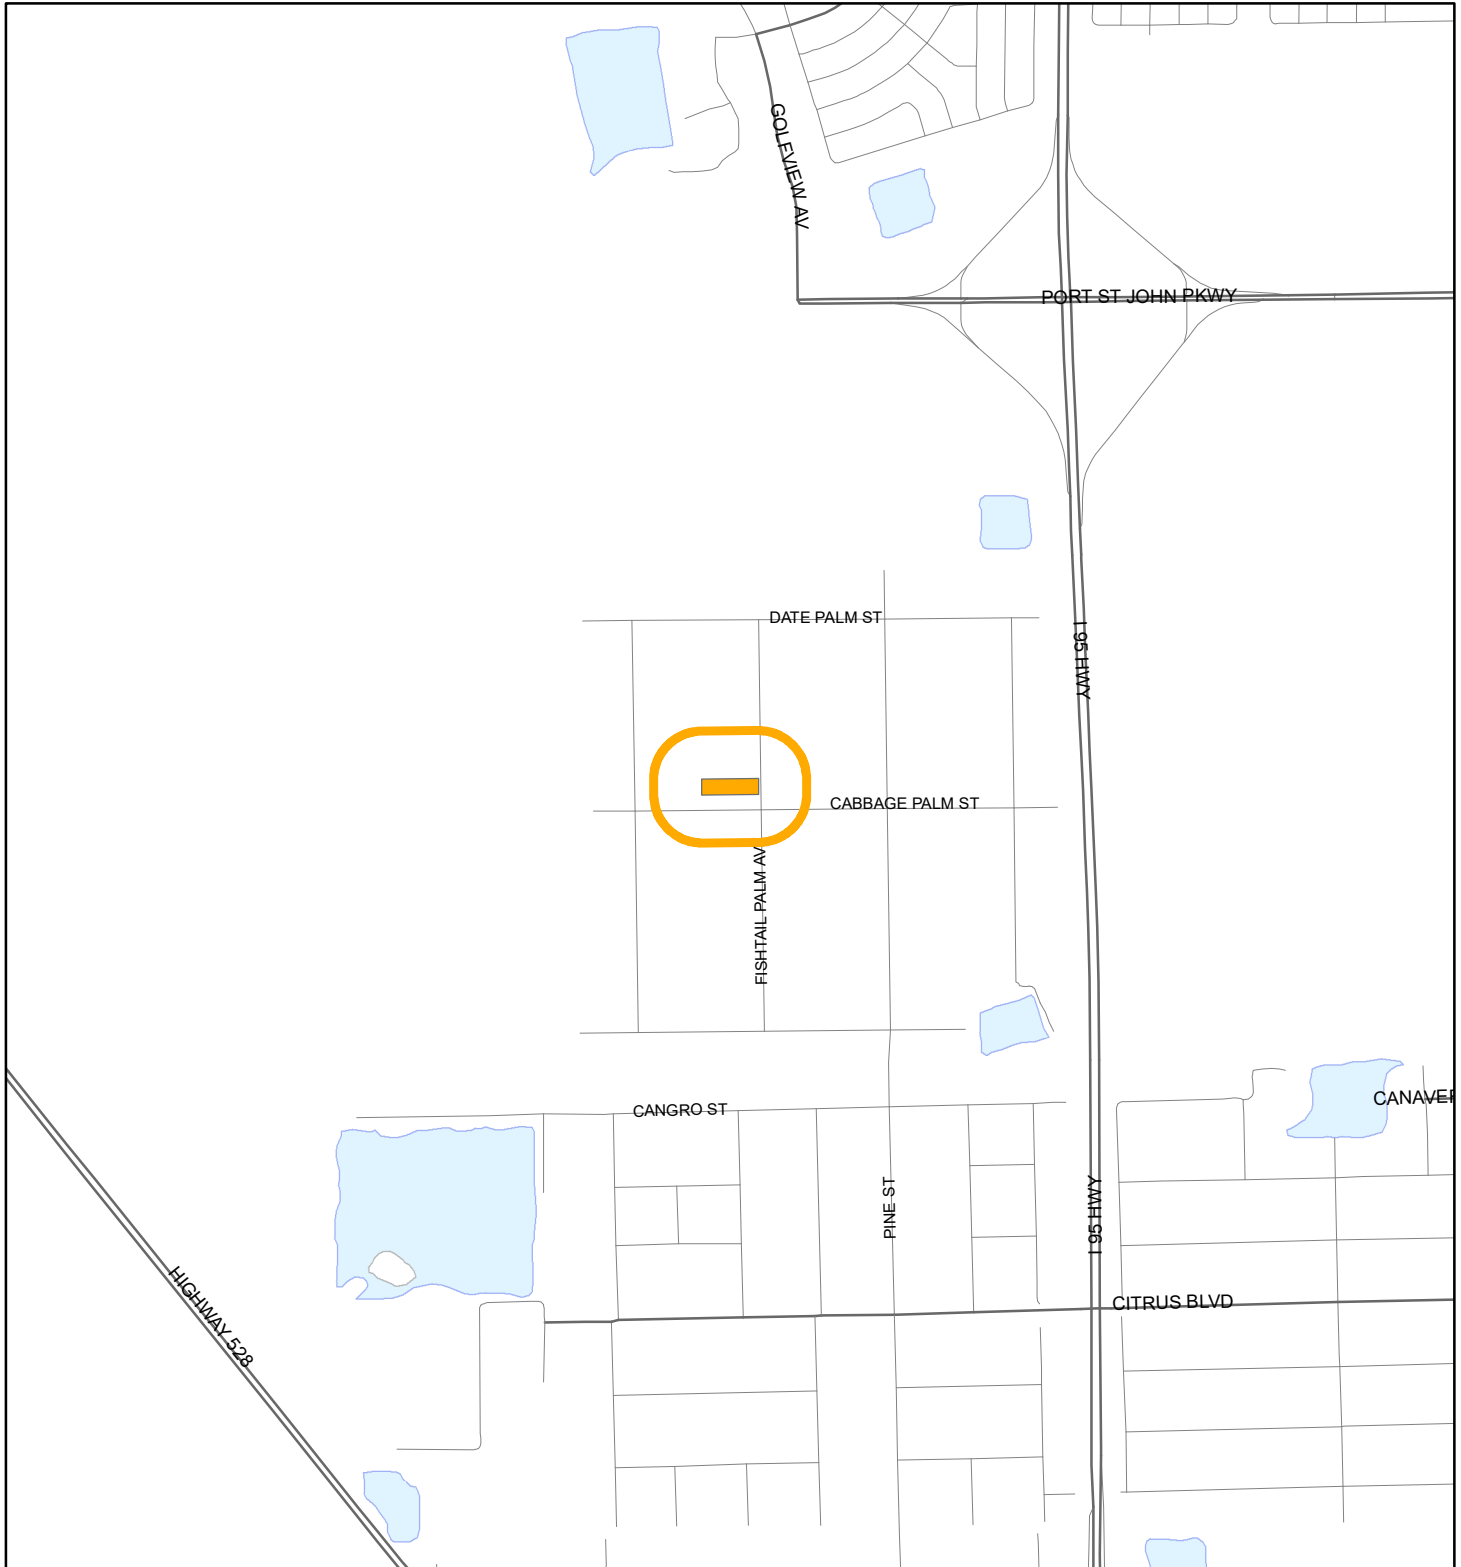 GOLFVIEW AV
PORT ST JOHN PKWY
DATE PALM ST
I 95 HWY
CABBAGE PALM ST
FISHTAIL PALM AV
CANAVER
CANGRO ST
PINE ST
I 95 HWY
CITRUS BLVD
HIGHWAY 528